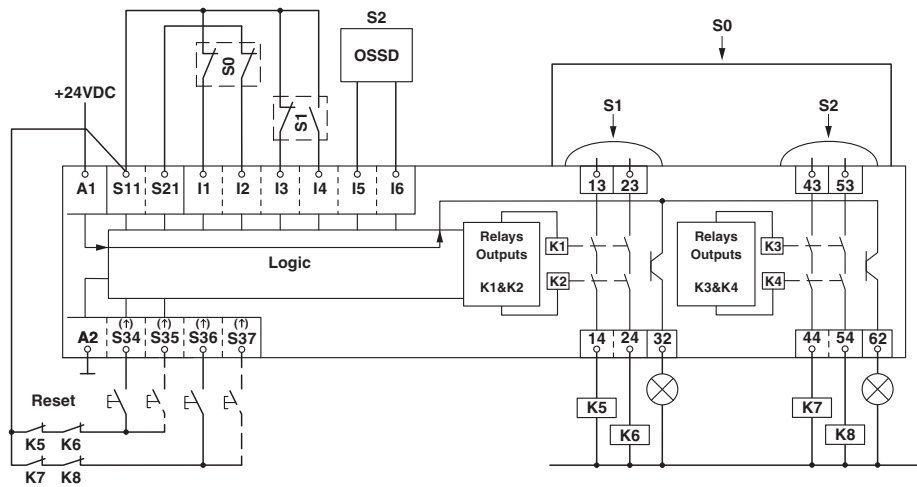 S2
S0
OSSD
S0
+24VDC
S1
S1
S2
A1 S11 S21 I1 I2 I3 I4 I5 I6
13 23
43 53
Logic
Relays
Outputs
K1&K2
K1
K2
Relays
Outputs
K3&K4
K3
K4
(↑) (↑) (↑) (↑)
A2 S34 S35 S36 S37
14 24 32
44 54 62
Reset
K5
K6
K7
K8
K5 K6
K7 K8